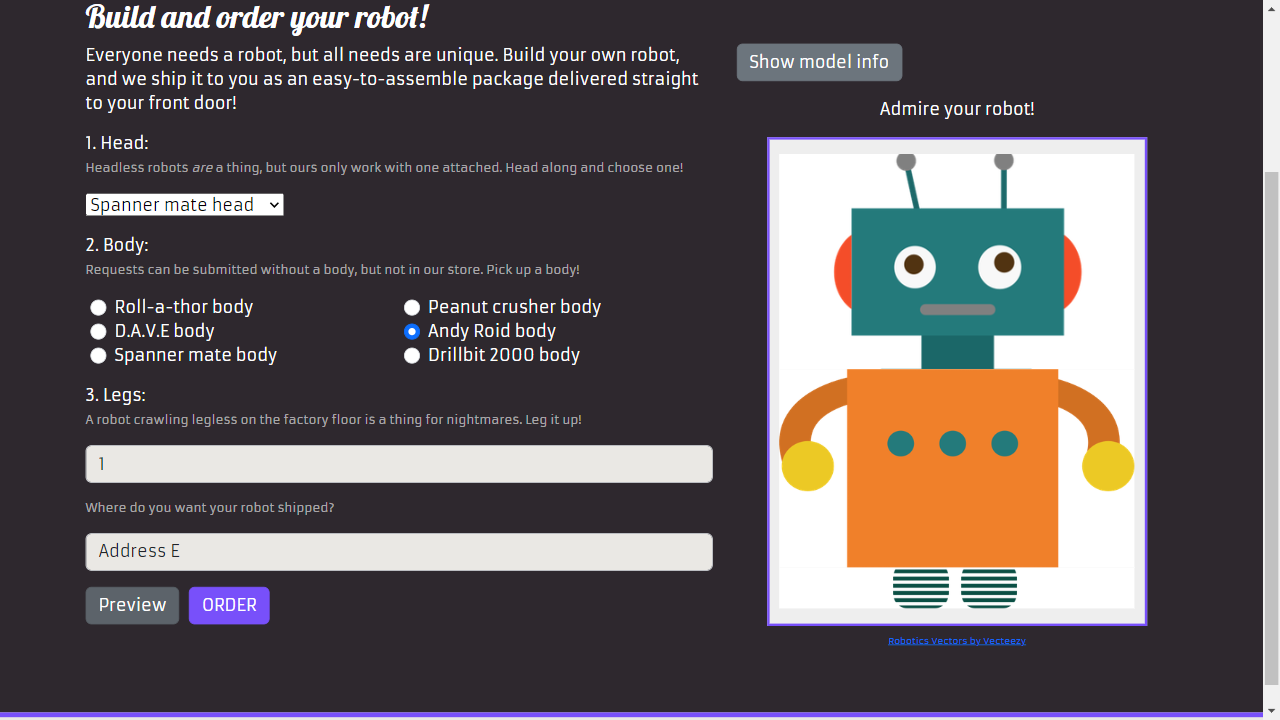 Build and order your robot!
Everyone needs a robot, but all needs are unique. Build your own robot,
and we ship it to you as an easy-to-assemble package delivered straight
to your front door!
1. Head:
Headless robots are a thing, but ours only work with one attached. Head along and choose one!
Spanner mate head
2. Body:
Requests can be submitted without a body, but not in our store. Pick up a body!
Roll-a-thor body
Peanut crusher body
D.A.V.E body
Andy Roid body
Spanner mate body
Drillbit 2000 body
3. Legs:
A robot crawling legless on the factory floor is a thing for nightmares. Leg it up!
1
Where do you want your robot shipped?
Address E
Preview
ORDER
Show model info
Admire your robot!
Robotics Vectors by Vecteezy